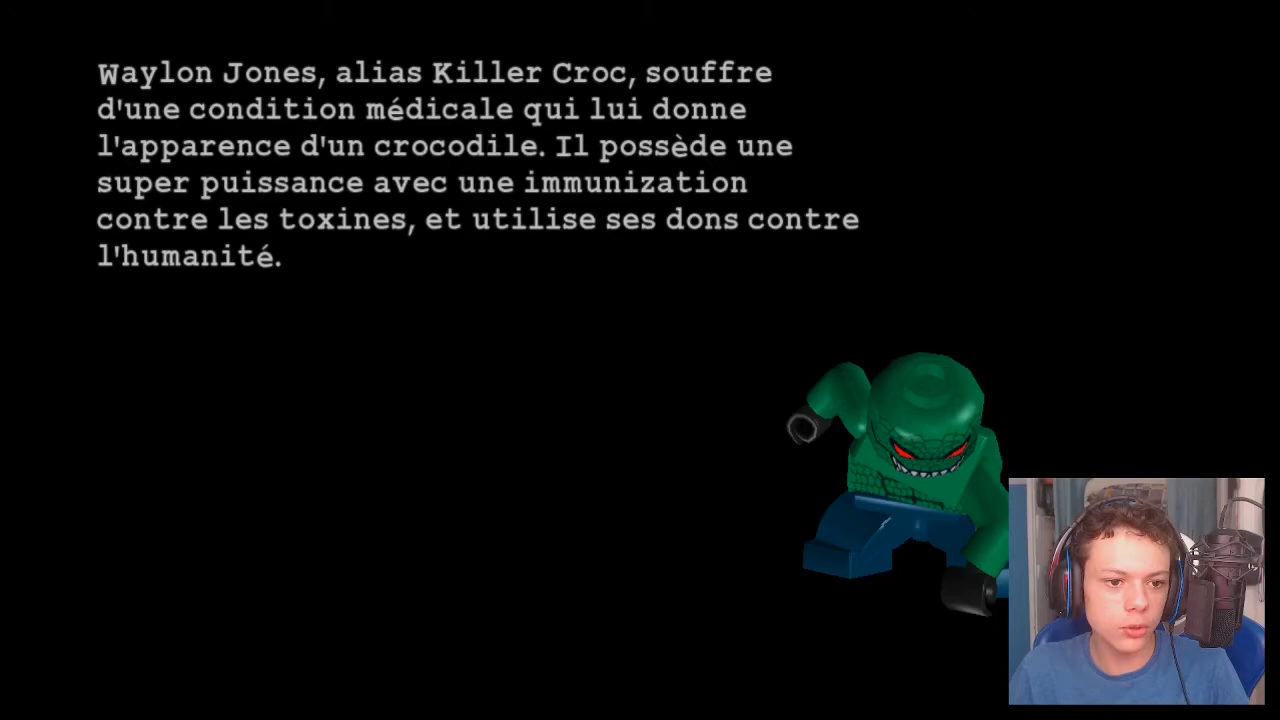 Waylon Jones, alias Killer Croc, souffre
d'une condition médicale qui lui donne
l'apparence d'un crocodile. Il possède une
super puissance avec une immunization
contre les toxines, et utilise ses dons contre
l'humanité.